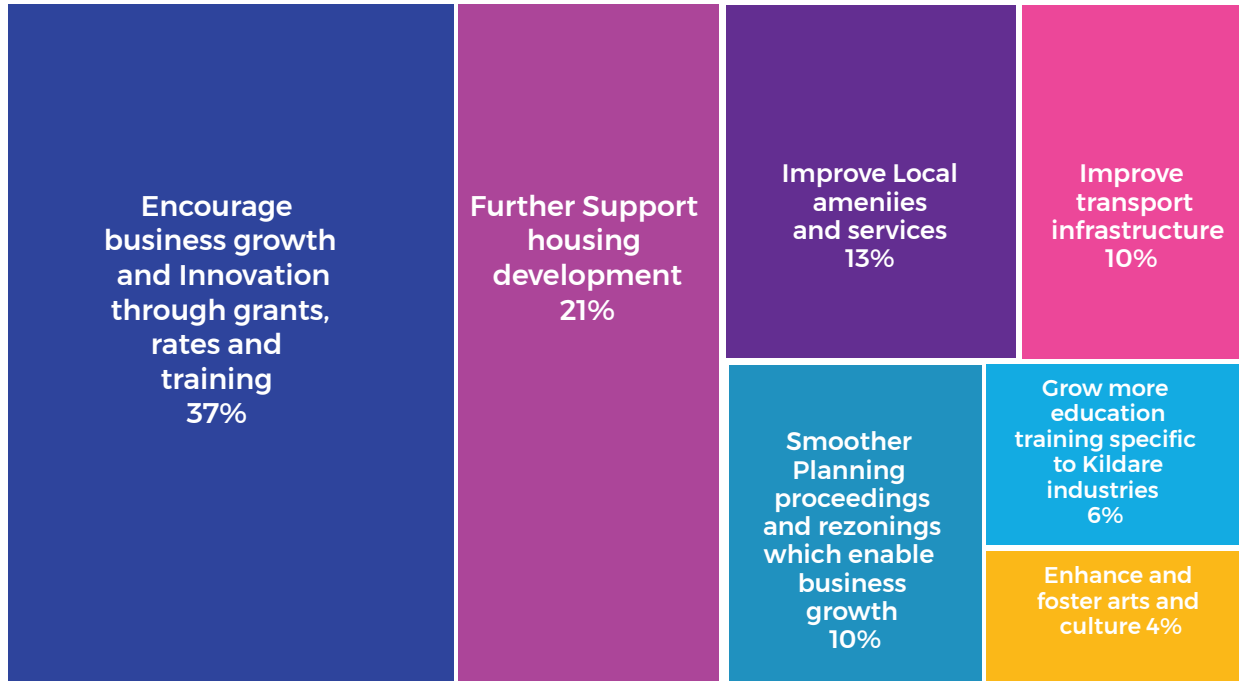 Encourage
business growth
and Innovation
through grants,
rates and
training
37%
Further Support
housing
development
21%
Improve Local
ameniies
and services
13%
Improve
transport
infrastructure
10%
Smoother
Planning
proceedings
and rezonings
which enable
business
growth
10%
Grow more
education
training specific
to Kildare
industries
6%
Enhance and
foster arts and
culture 4%